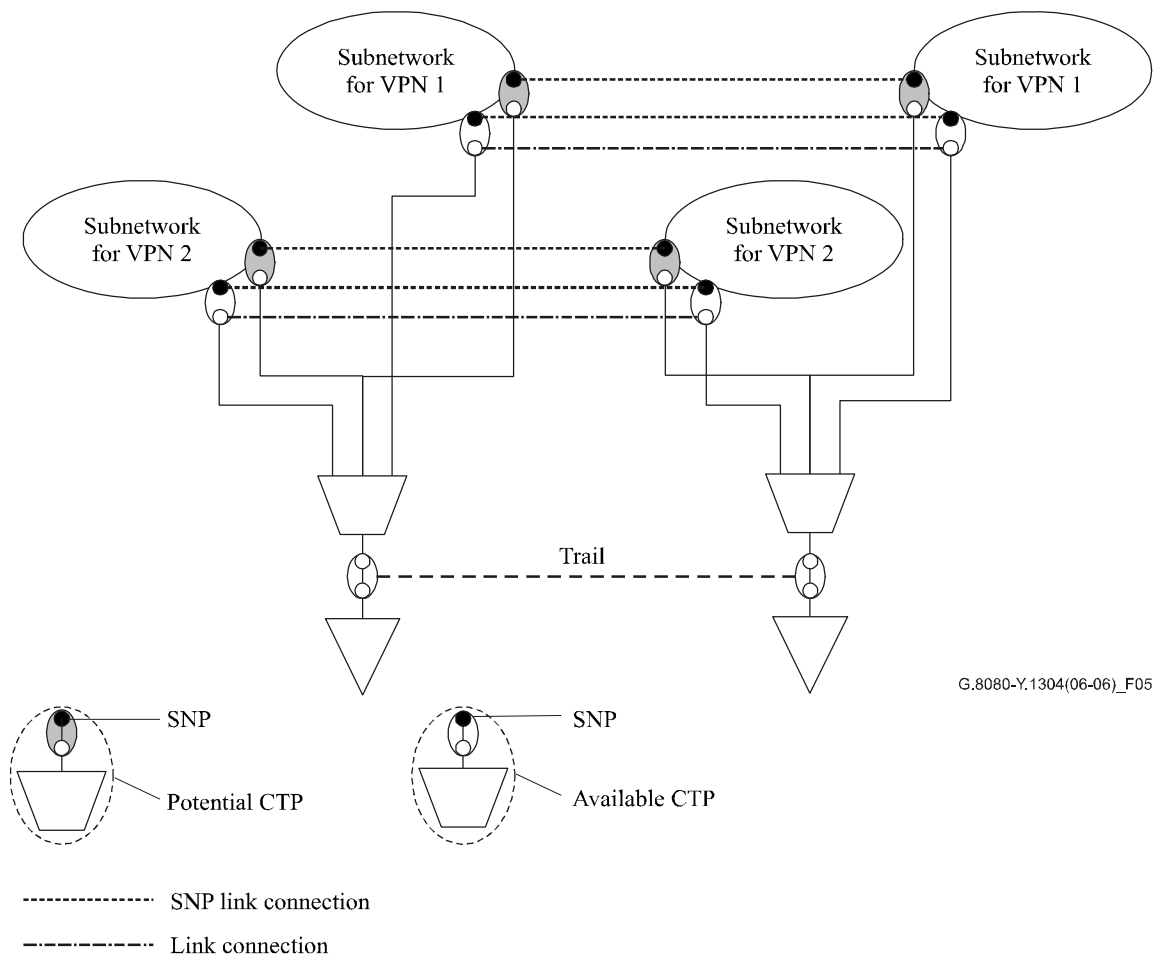 Subnetwork
for VPN 1
Subnetwork
for VPN 1
Subnetwork
for VPN 2
Subnetwork
for VPN 2
Trail
G.8080-Y.1304(06-06)_F05
SNP
Potential CTP
SNP
Available CTP
SNP link connection
Link connection